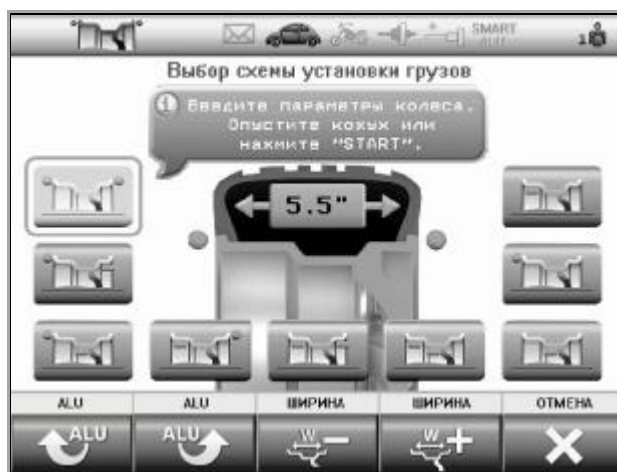 SMART
ALU
1
Выбор схемы установки грузов
Введите параметры колеса.
Опустите кожух или
нажмите "START".
5.5"
ALU
ALU
ШИРИНА
ШИРИНА
ОТМЕНА
ALU
ALU
W
W